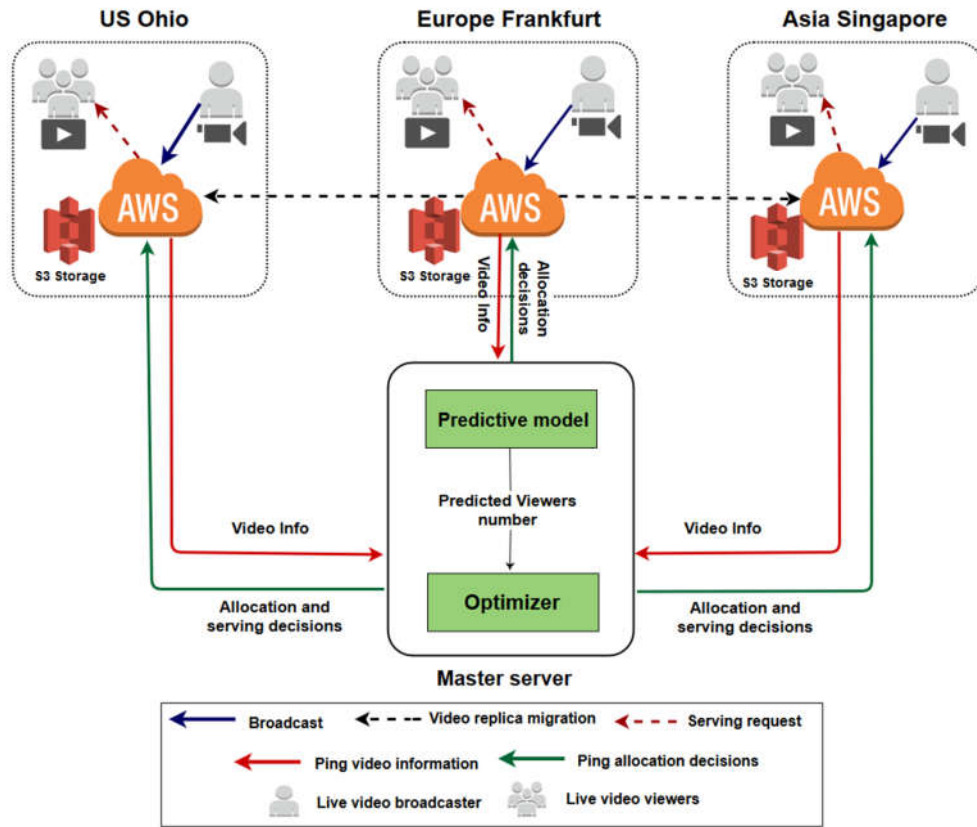 US Ohio
Europe Frankfurt
Asia Singapore
AWS
AWS
AWS
S3 Storage
S3 Storage
S3 Storage
Video Info
Allocation
decisions
Predictive model
Predicted Viewers
number
Video Info
Video Info
Optimizer
Allocation and
serving decisions
Allocation and
serving decisions
Master server
Broadcast
Video replica migration
Serving request
Ping video information
Ping allocation decisions
Live video broadcaster
Live video viewers